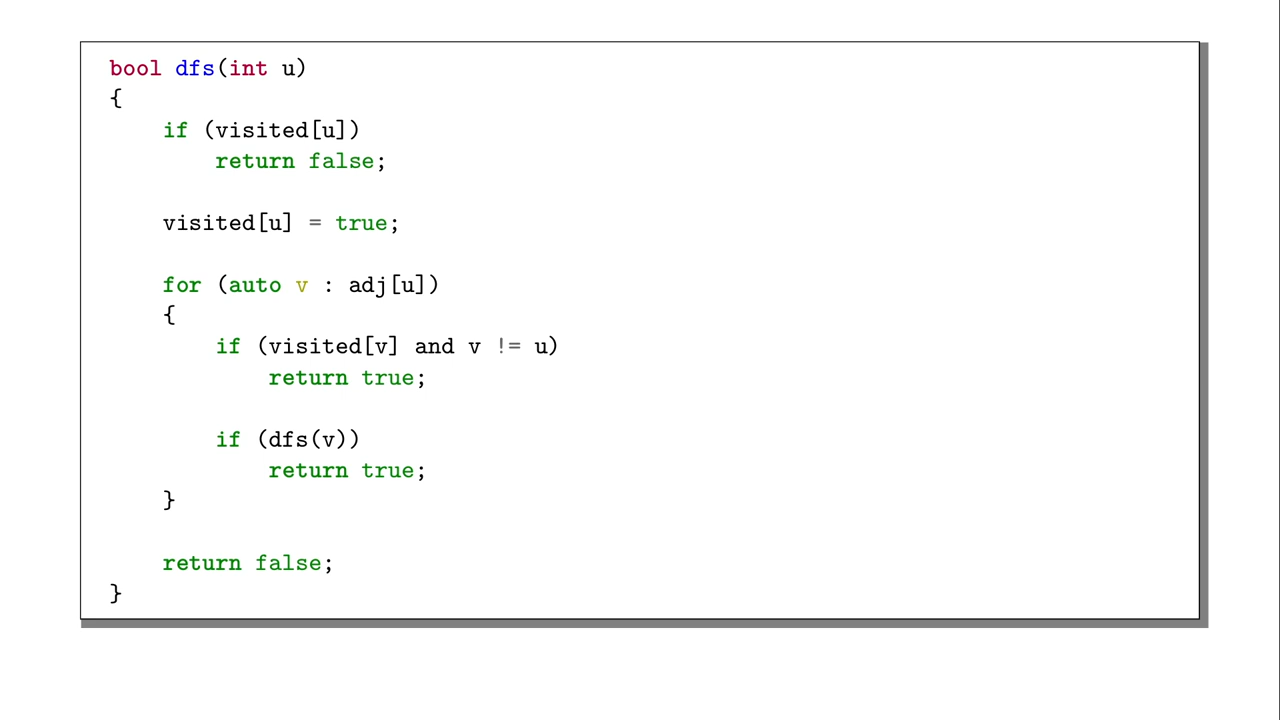 bool dfs(int u)
{
    if (visited[u])
        return false;

    visited[u] = true;

    for (auto v : adj[u])
    {
        if (visited[v] and v != u)
            return true;

        if (dfs(v))
            return true;
    }

    return false;
}